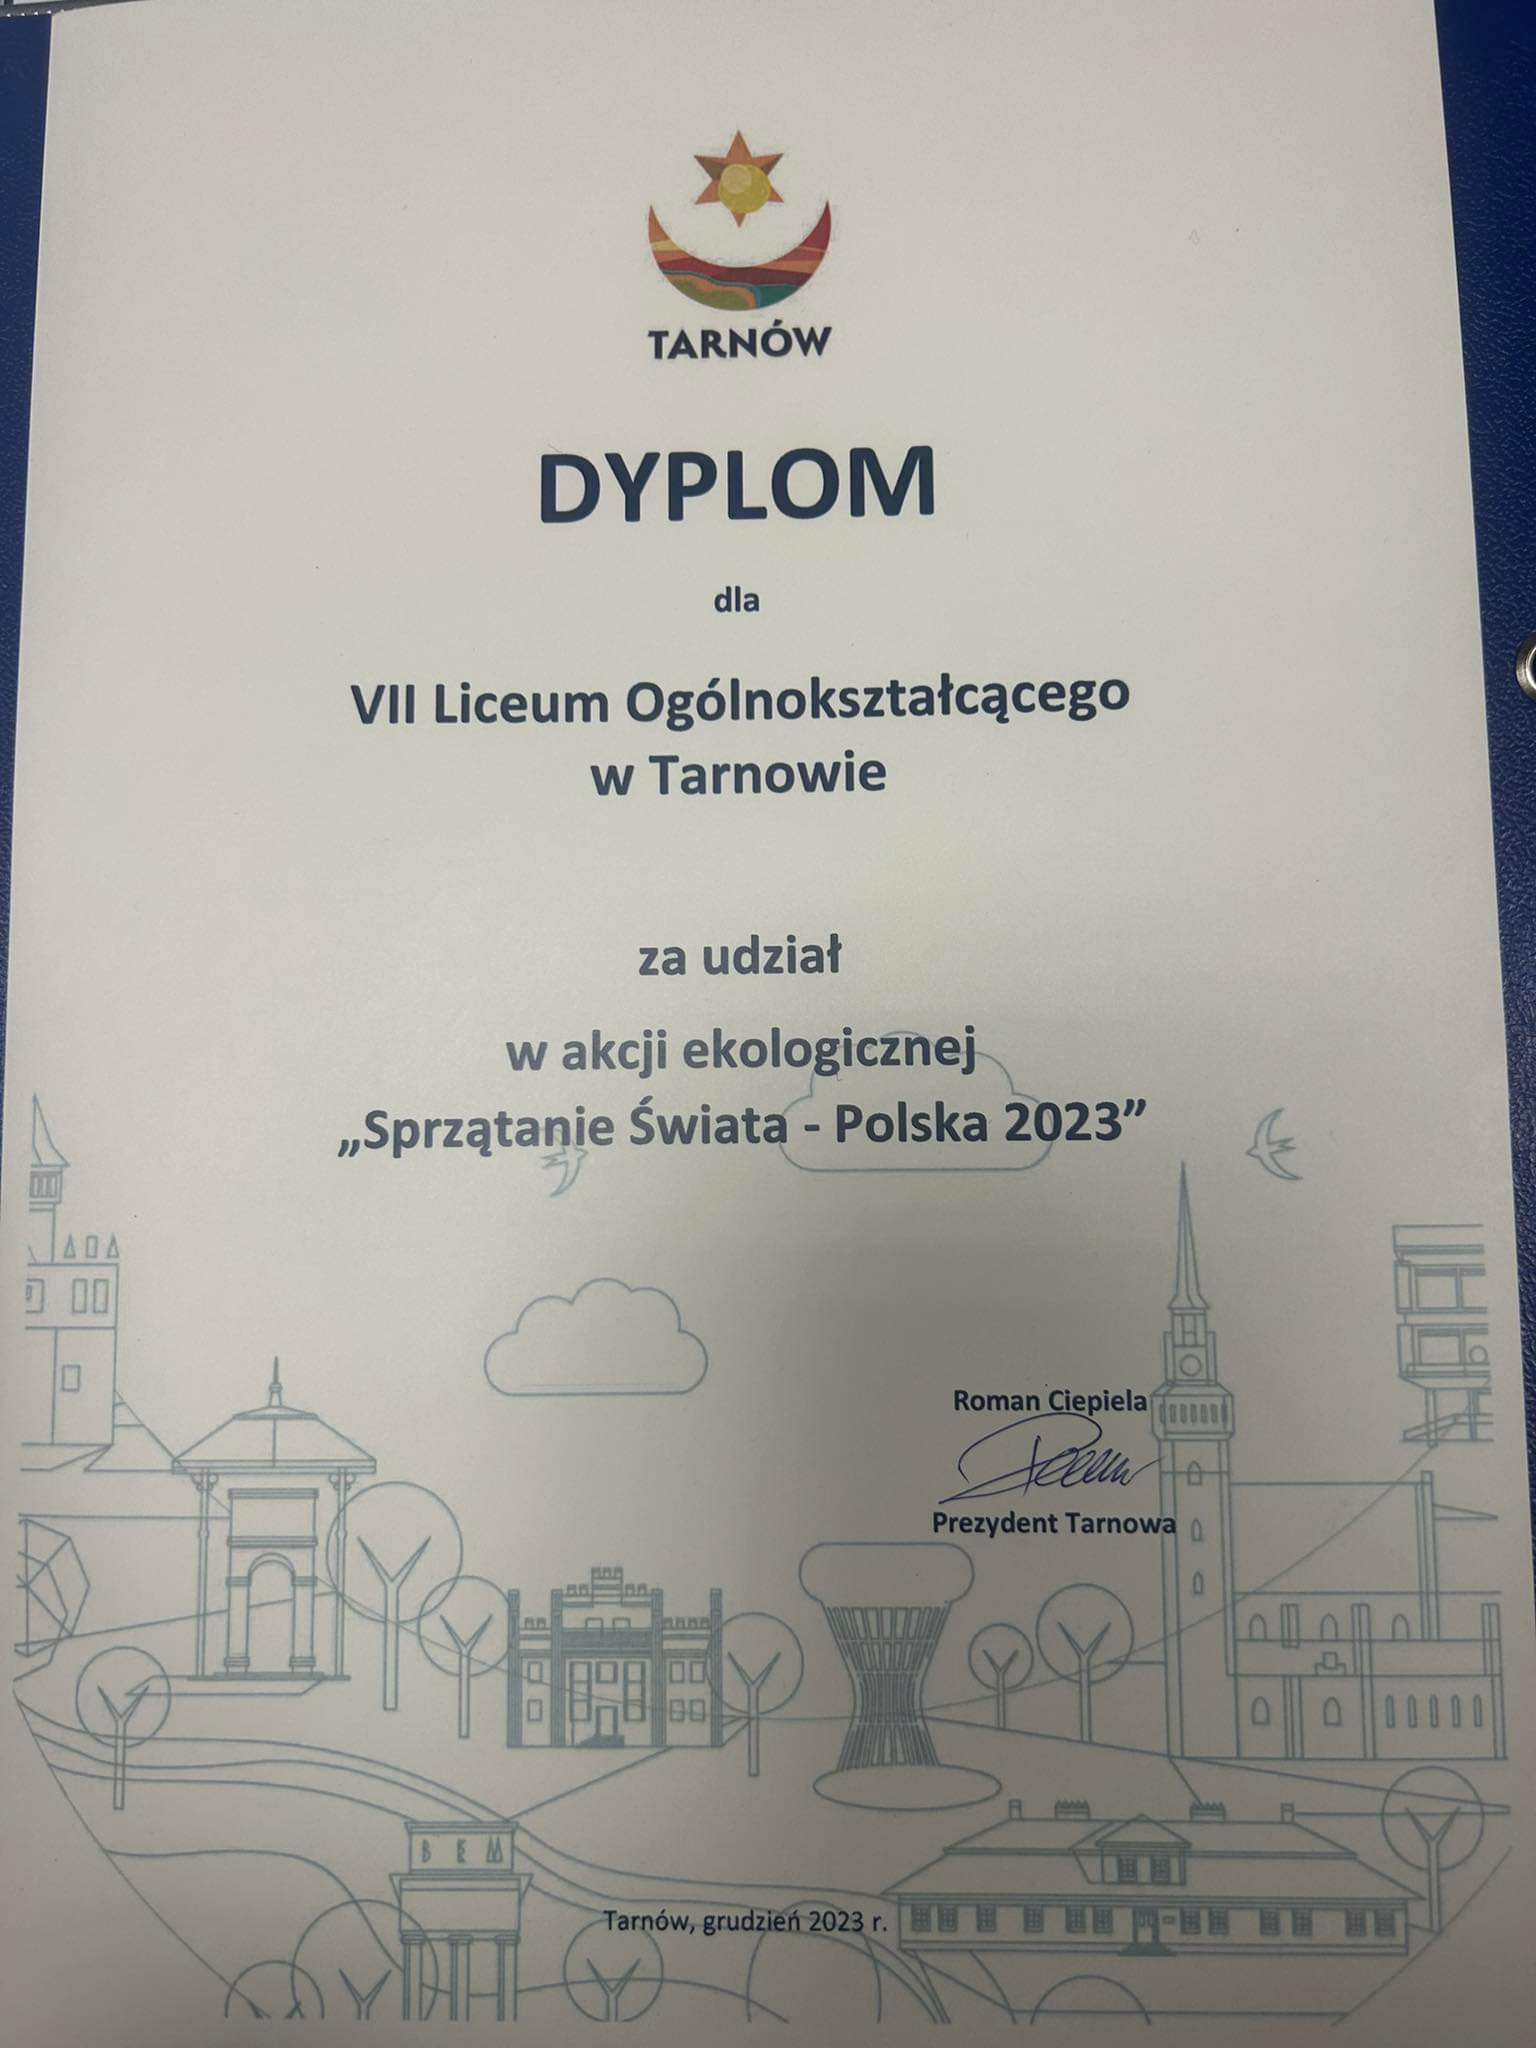 TARNÓW
DYPLOM
dla
VII Liceum Ogólnokształcącego
w Tarnowie
za udział
w akcji ekologicznej
„Sprzątanie Świata - Polska 2023”
Roman Ciepiela
Prezydent Tarnowa
BEM
Tarnów, grudzień 2023 r.